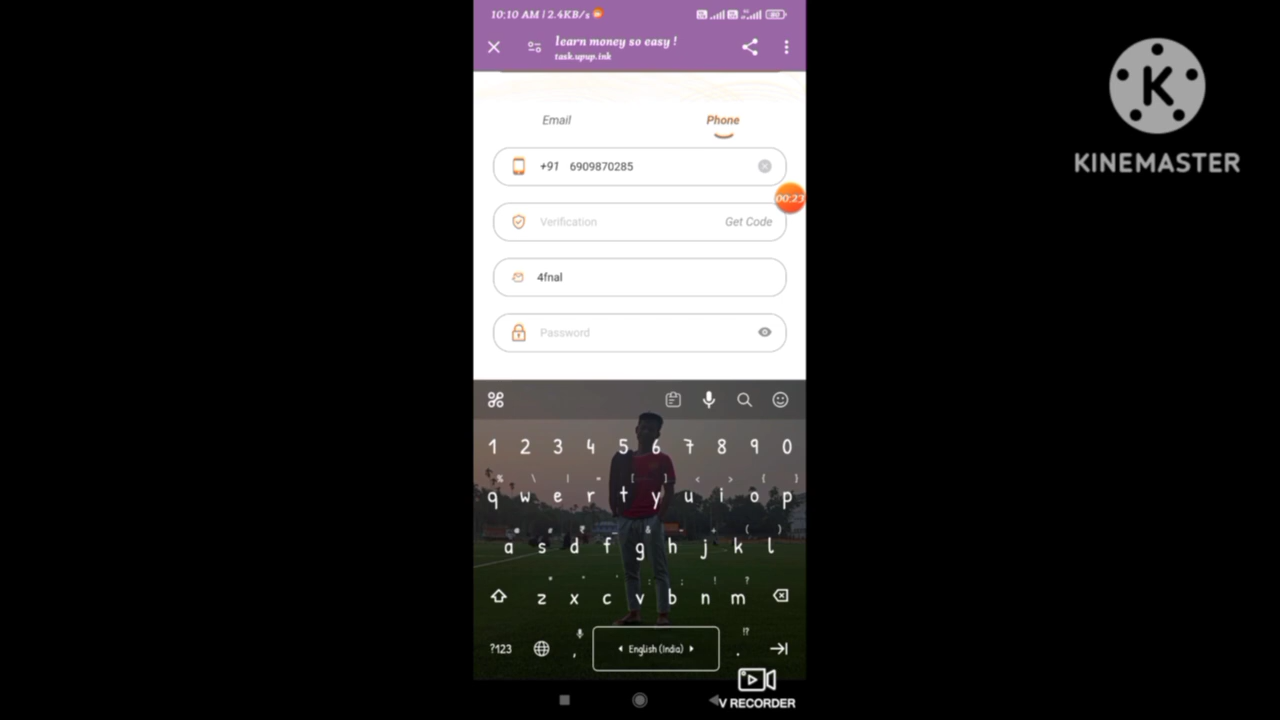 10:10 AM | 2.4KB/s
learn money so easy !
task.upup.ink
KINEMASTER
Email
Phone
+91 6909870285
00:23
Verification
Get Code
4fnal
Password
1 2 3 4 5 6 7 8 9 0
% \ | = [ ] < > { }
q w e r t y u i o p
a s d f g h j k l
z x c v b n m
!?
?123 , English (India) .
V RECORDER